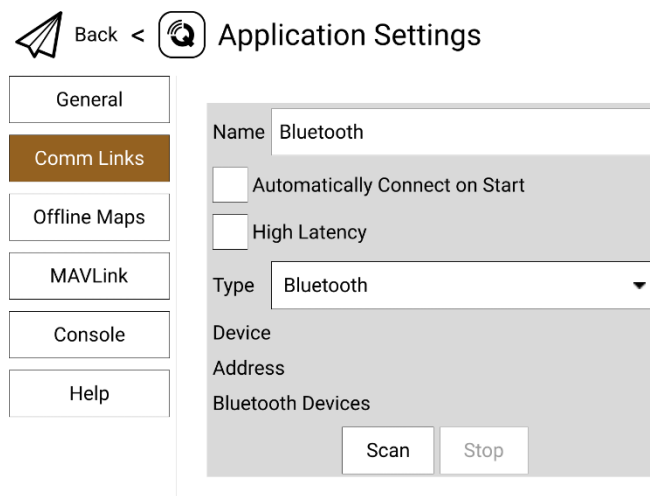 Back < Application Settings
General
Comm Links
Offline Maps
MAVLink
Console
Help
Name Bluetooth
Automatically Connect on Start
High Latency
Type Bluetooth
Device
Address
Bluetooth Devices
Scan Stop